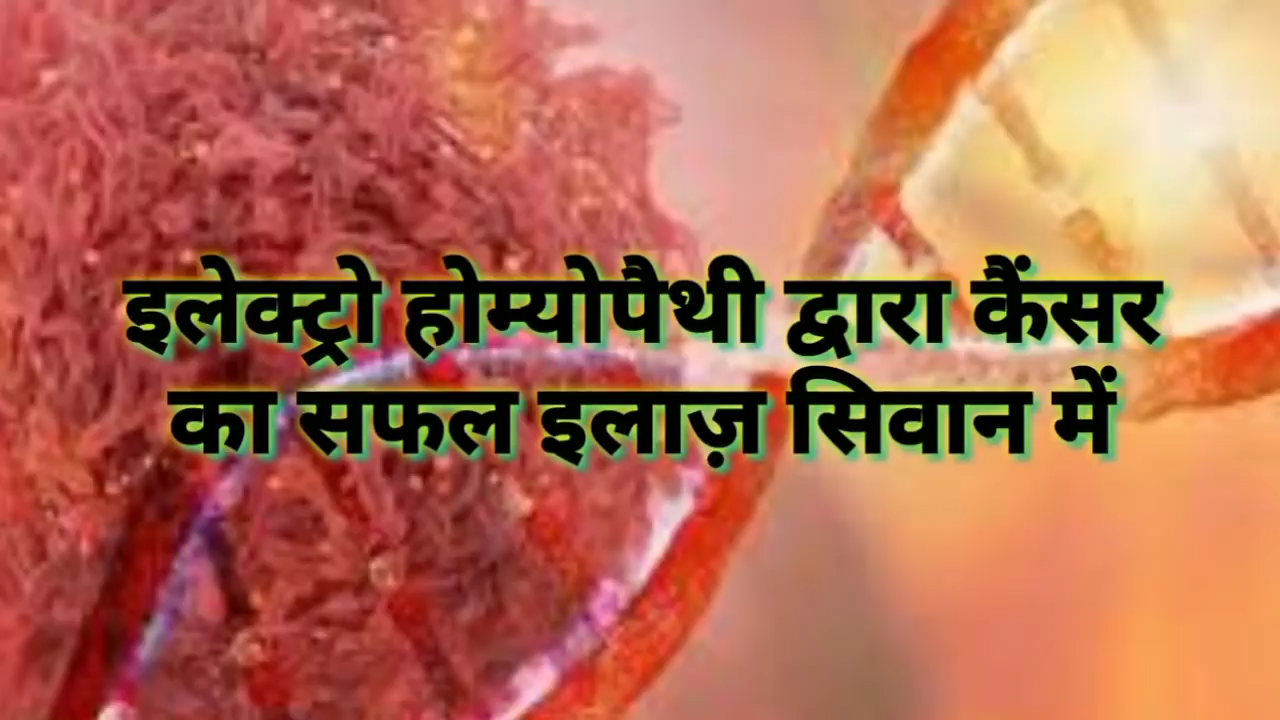 इलेक्ट्रो होम्योपैथी द्वारा कैंसर
का सफल इलाज़ सिवान में